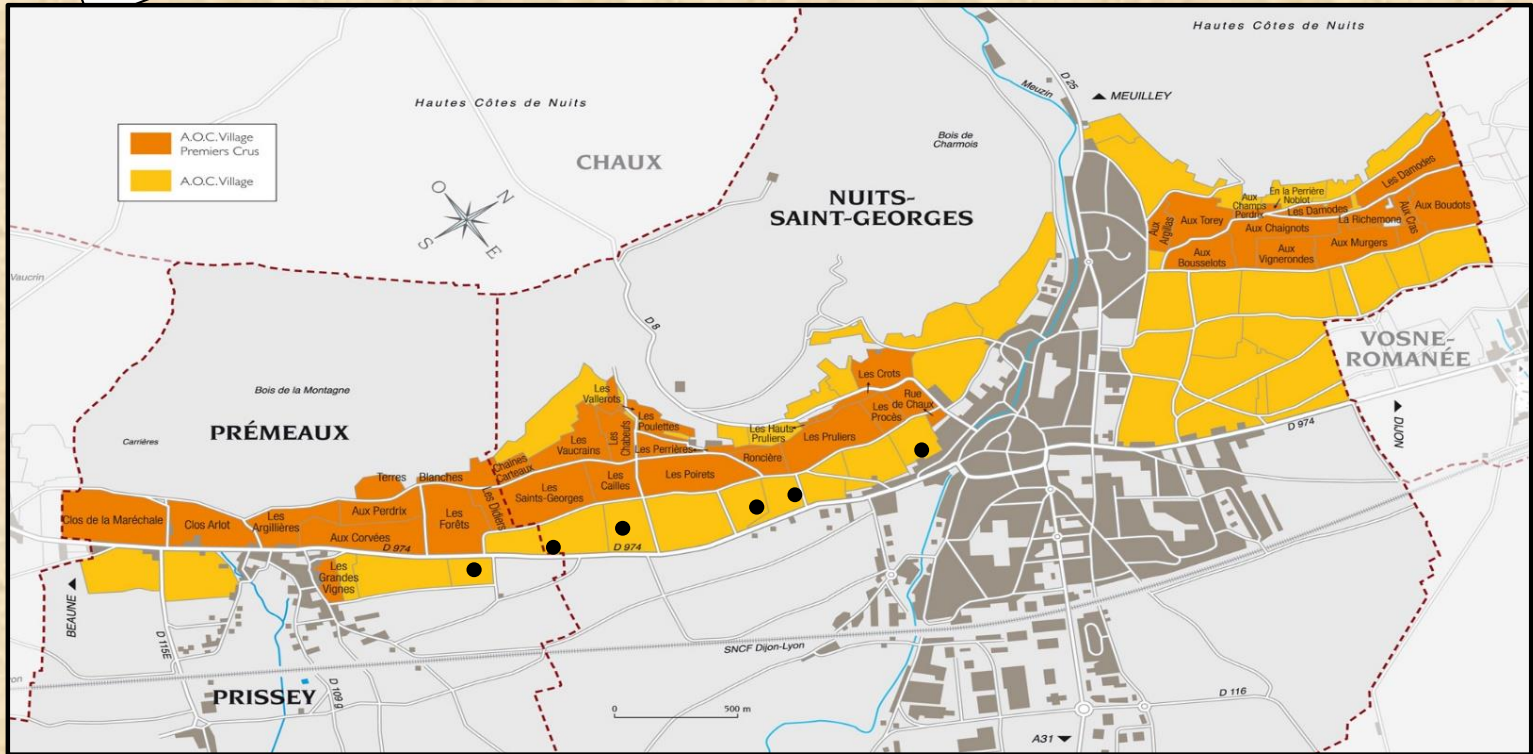 Hautes Côtes de Nuits
Hautes Côtes de Nuits
D 25
Meuzin
MEUILLEY
A.O.C. Village
Premiers Crus
A.O.C. Village
CHAUX
Bois de
Charmois
O
N
S
E
NUITS-
SAINT-GEORGES
Les Damodes
En la Perrière
Noblot
Aux
Champs
Perdrix
Les Damodes
Aux Boudots
Aux
Argillas
Aux Torey
La Richemone
Aux Cras
Aux Chaignots
Aux Murgers
Aux
Bousselots
Aux
Vignerondes
Vaucrin
D 8
VOSNE-
ROMANÉE
Les Crots
Bois de la Montagne
Les
Vallerots
Rue
de Chaux
Les
Procès
Les
Poulettes
Les Hauts
Pruliers
Les Pruliers
DIJON
D 974
PRÉMEAUX
Carrières
Les
Vaucrains
Les
Chabœufs
Les Perrières
Roncière
Chaînes
Carteaux
Les Poirets
Terres Blanches
Les
Saints-Georges
Les
Cailles
Clos de la Maréchale
Clos Arlot
Les
Argillières
Aux Perdrix
Les
Forêts
Les Didiers
Aux Corvées
D 974
D 974
Les
Grandes
Vignes
BEAUNE
D 115E
SNCF Dijon-Lyon
PRISSEY
D 109 g
D 116
0
500 m
A31